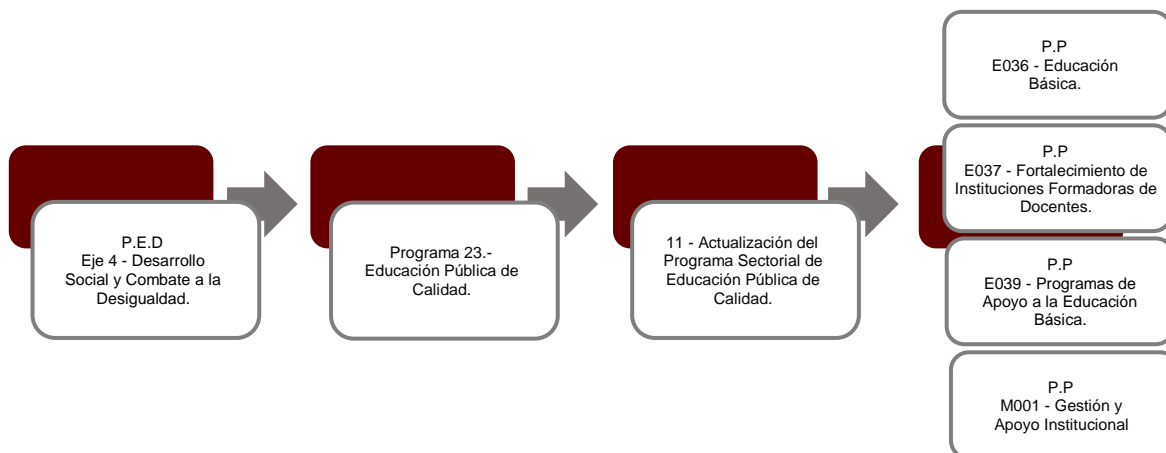 P.E.D
Eje 4 - Desarrollo
Social y Combate a la
Desigualdad.
Programa 23.-
Educación Pública de
Calidad.
11 - Actualización del
Programa Sectorial de
Educación Pública de
Calidad.
P.P
E036 - Educación
Básica.
P.P
E037 - Fortalecimiento de
Instituciones Formadoras de
Docentes.
P.P
E039 - Programas de
Apoyo a la Educación
Básica.
P.P
M001 - Gestión y
Apoyo Institucional